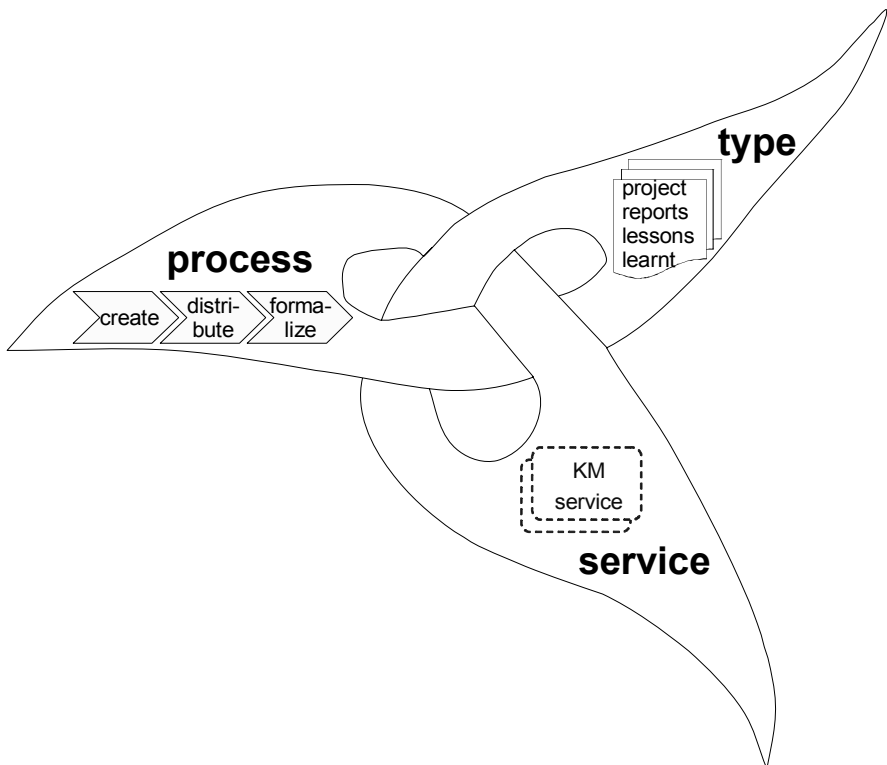 type
project
reports
lessons
learnt
process
create
distri-
bute
forma-
lize
KM
service
service